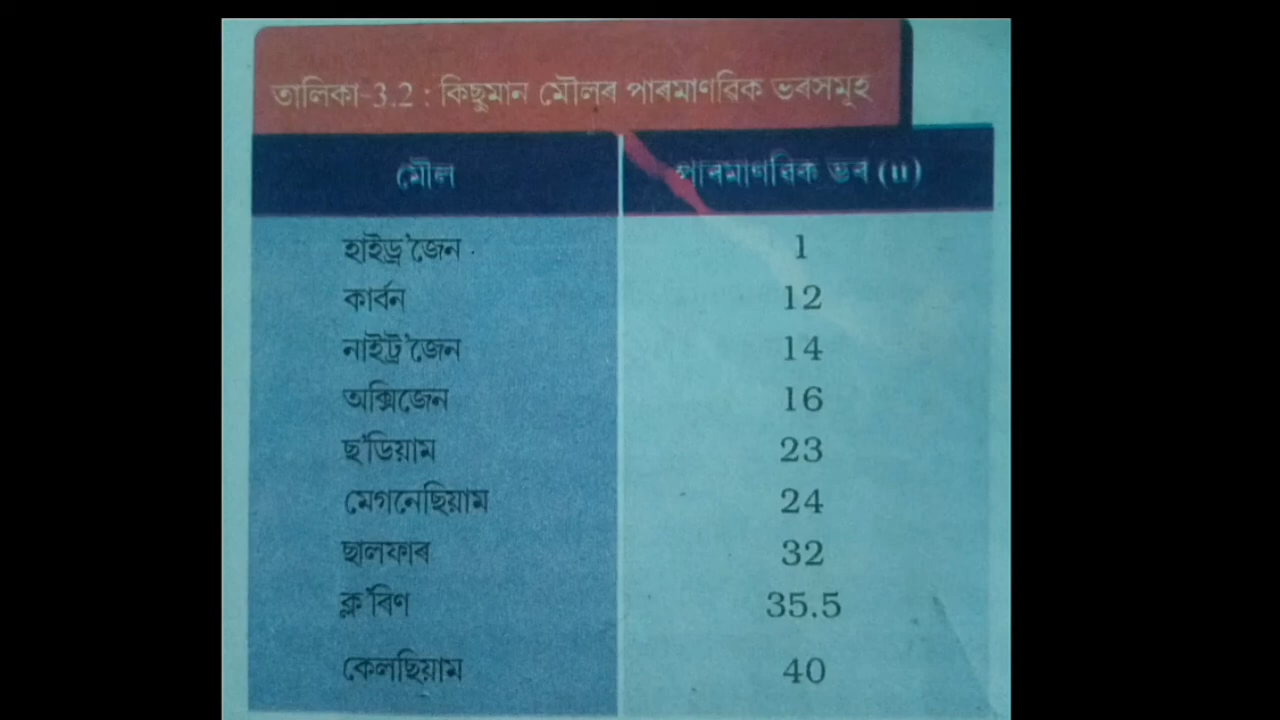 তালিকা-3.2 : কিছুমান মৌলৰ পাৰমাণৱিক ভৰসমূহ
মৌল পাৰমাণৱিক ভৰ (u)
হাইড্ৰ'জেন 1
কাৰ্বন 12
নাইট্ৰ'জেন 14
অক্সিজেন 16
ছ'ডিয়াম 23
মেগনেছিয়াম 24
ছালফাৰ 32
ক্ল'ৰিণ 35.5
কেলছিয়াম 40